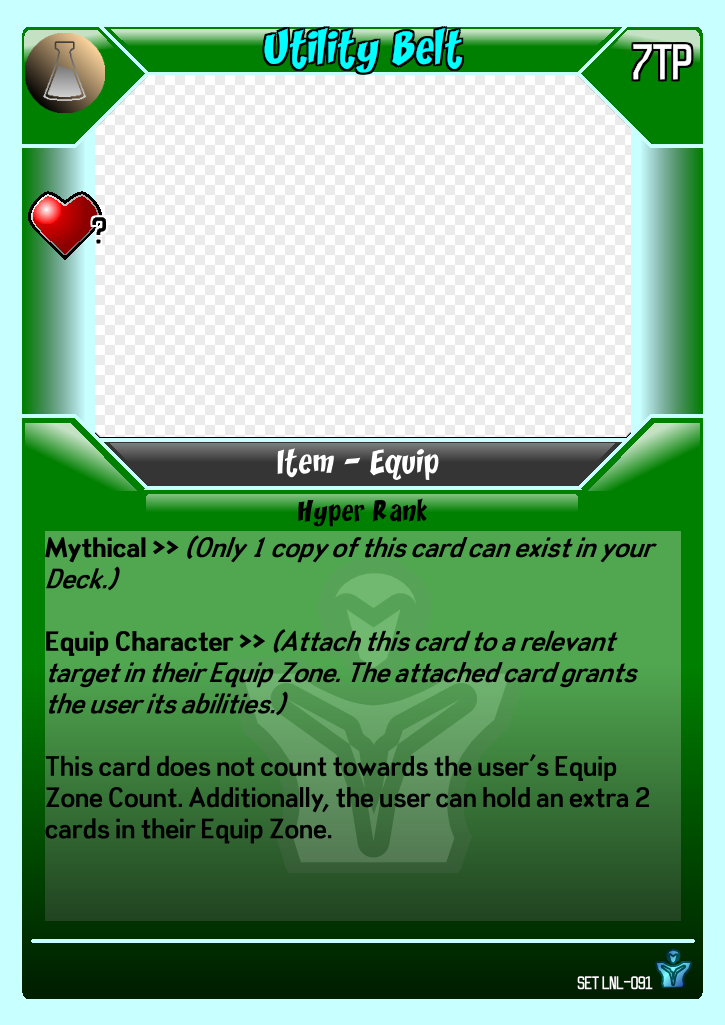 Utility Belt
7TP
?
Item - Equip
Hyper Rank
Mythical >> (Only 1 copy of this card can exist in your
Deck.)
Equip Character >> (Attach this card to a relevant
target in their Equip Zone. The attached card grants
the user its abilities.)
This card does not count towards the user's Equip
Zone Count. Additionally, the user can hold an extra 2
cards in their Equip Zone.
SET LNL-091